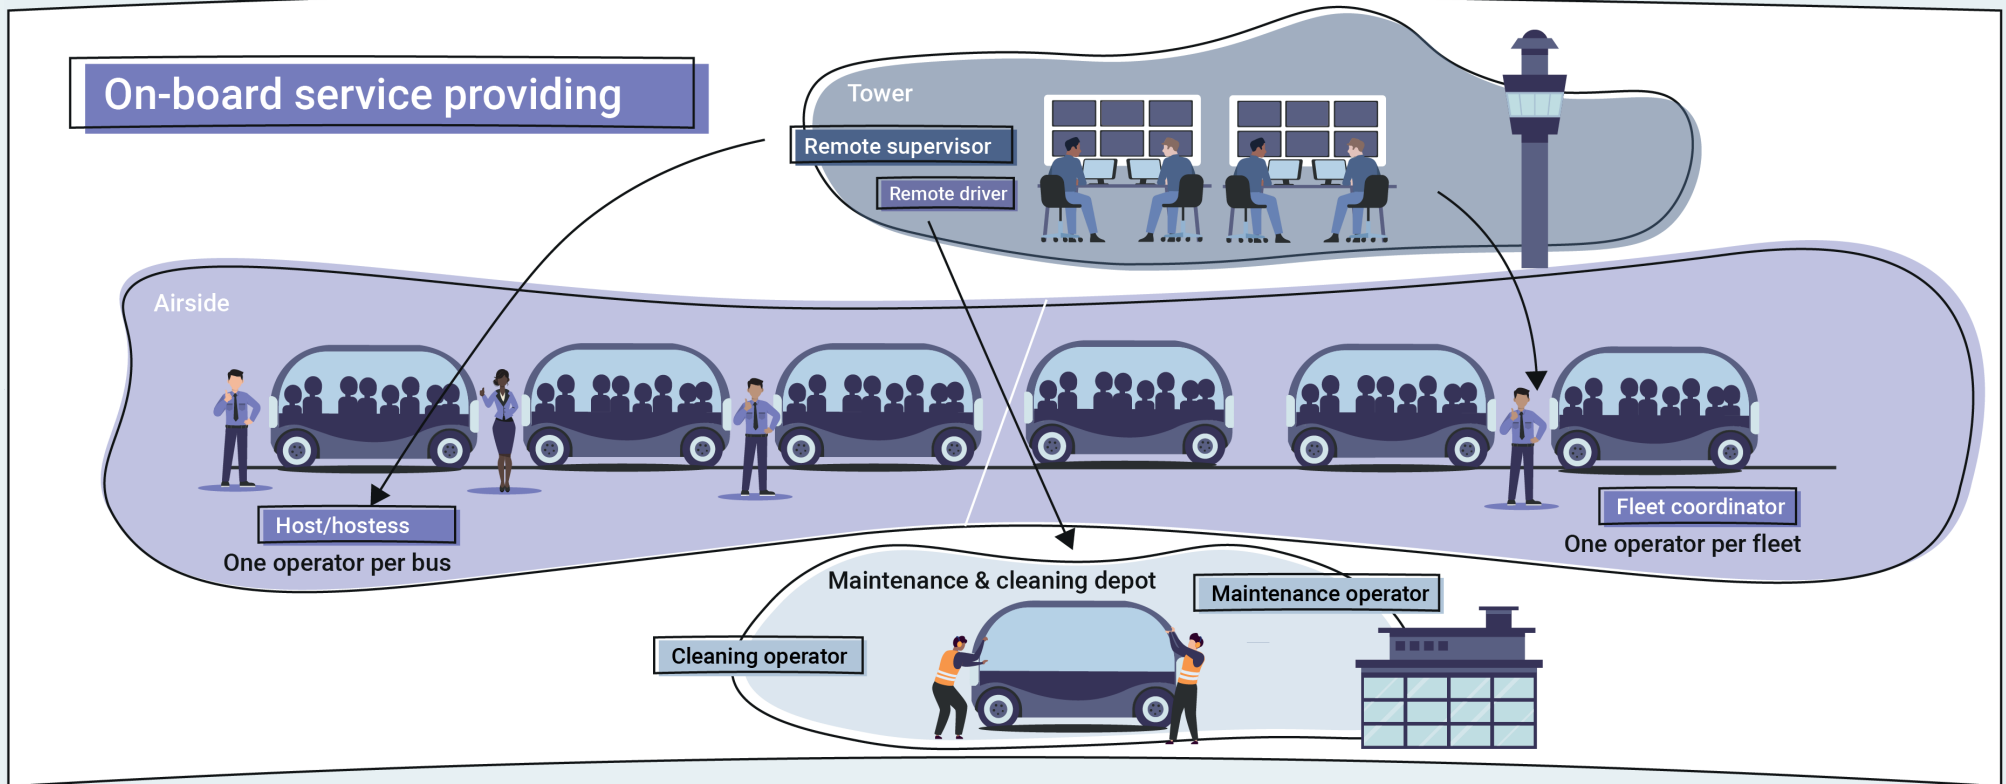 On-board service providing
Tower
Remote supervisor
Remote driver
Airside
Host/hostess
One operator per bus
Fleet coordinator
One operator per fleet
Maintenance & cleaning depot
Maintenance operator
Cleaning operator